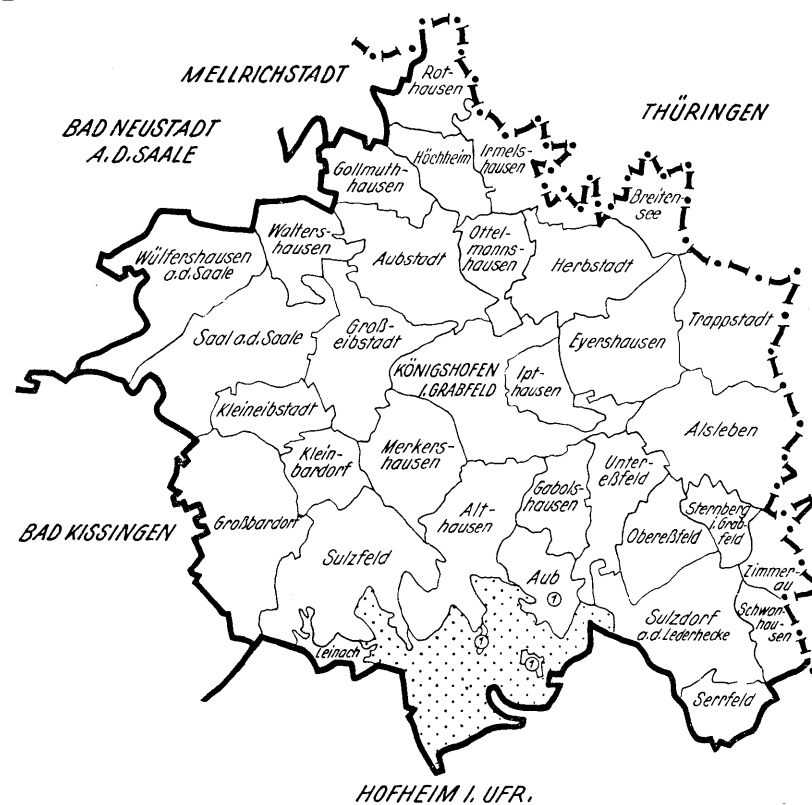 MELLRICHSTADT
BAD NEUSTADT
A.D.SAALE
THÜRINGEN
Rot-
hausen
Gollmuth-
hausen
Höchheim
Irmels-
hausen
Breiten-
see
Wülfershausen
a.d.Saale
Walters-
hausen
Aubstadt
Ottel-
manns-
hausen
Herbstadt
Trappstadt
Saal a.d.Saale
Groß-
eibstadt
KÖNIGSHOFEN
I.GRABFELD
Ipt-
hausen
Eyershausen
Kleineibstadt
Klein-
bardorf
Merkers-
hausen
Alsleben
Unter-
eßfeld
Gabols-
hausen
Alt-
hausen
Sternberg
i.Grab-
feld
BAD KISSINGEN
Großbardorf
Sulzfeld
Obereßfeld
Aub
1
Zimmer-
au
Schwan-
hau-
sen
Sulzdorf
a.d.Lederhecke
Leinach
1
1
Serrfeld
HOFHEIM I. UFR.